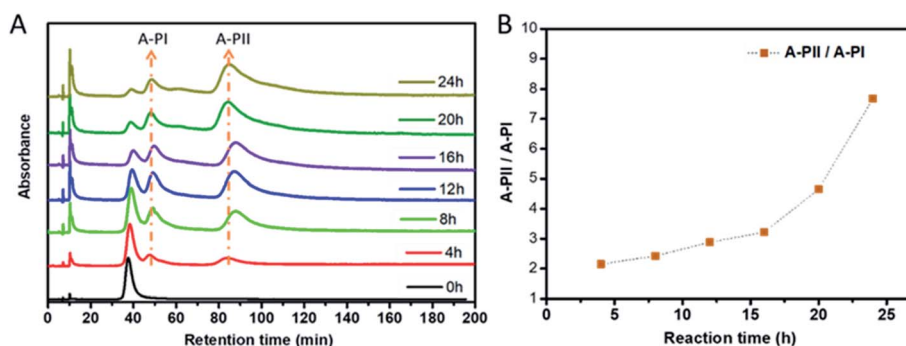 A
A-PI
A-PII
24h
20h
16h
12h
8h
4h
0h
Absorbance
0 20 40 60 80 100 120 140 160 180 200
Retention time (min)
B
A-PII / A-PI
10
9
8
7
6
5
4
3
2
1
A-PII / A-PI
0 5 10 15 20 25
Reaction time (h)